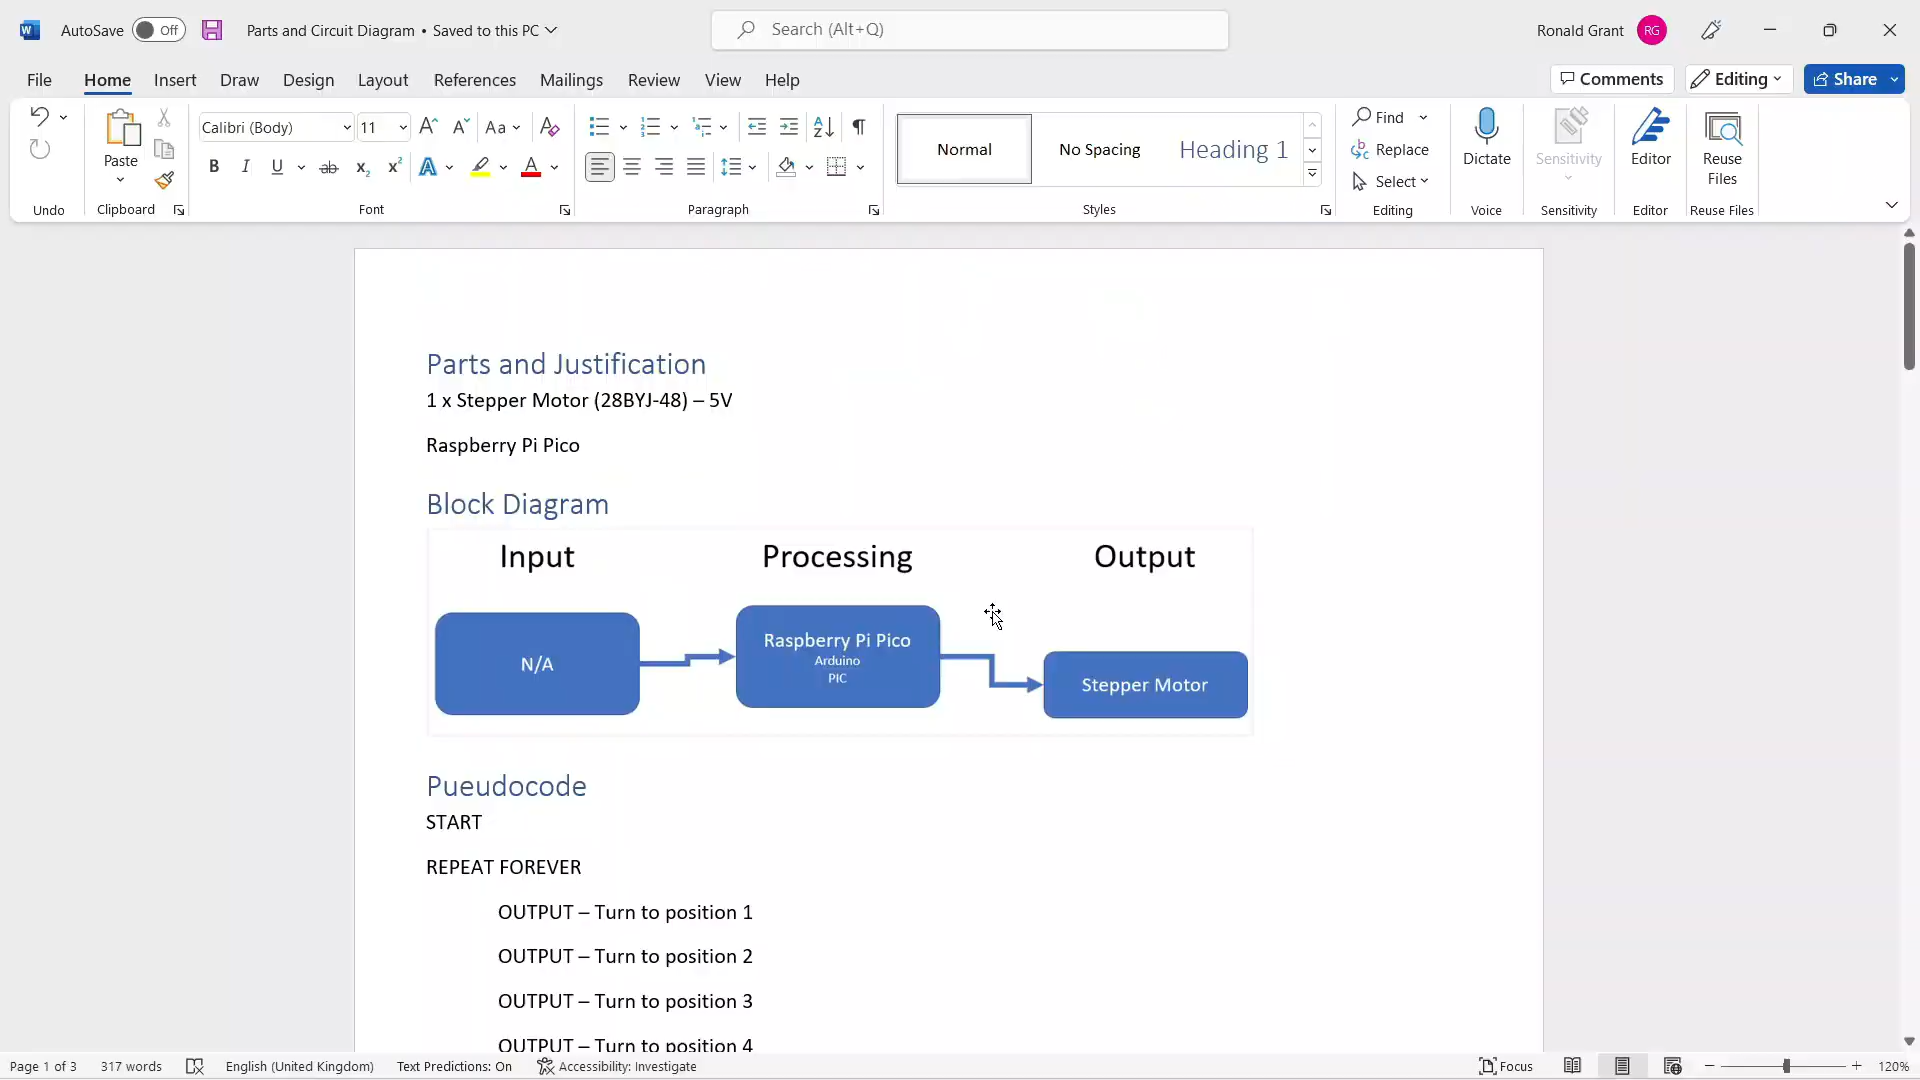 AutoSave Off Parts and Circuit Diagram • Saved to this PC Search (Alt+Q) Ronald Grant RG
File Home Insert Draw Design Layout References Mailings Review View Help Comments Editing Share
Calibri (Body) 11 Aa
Paste
B I U ab x₂ x² A A
Normal No Spacing Heading 1
Find
Replace
Select
Dictate Sensitivity Editor Reuse Files
Undo Clipboard Font Paragraph Styles Editing Voice Sensitivity Editor Reuse Files
Parts and Justification
1 x Stepper Motor (28BYJ-48) – 5V
Raspberry Pi Pico
Block Diagram
Input Processing Output
N/A
Raspberry Pi Pico
Arduino
PIC
Stepper Motor
Pueudocode
START
REPEAT FOREVER
OUTPUT – Turn to position 1
OUTPUT – Turn to position 2
OUTPUT – Turn to position 3
OUTPUT – Turn to position 4
Page 1 of 3 317 words English (United Kingdom) Text Predictions: On Accessibility: Investigate Focus 120%